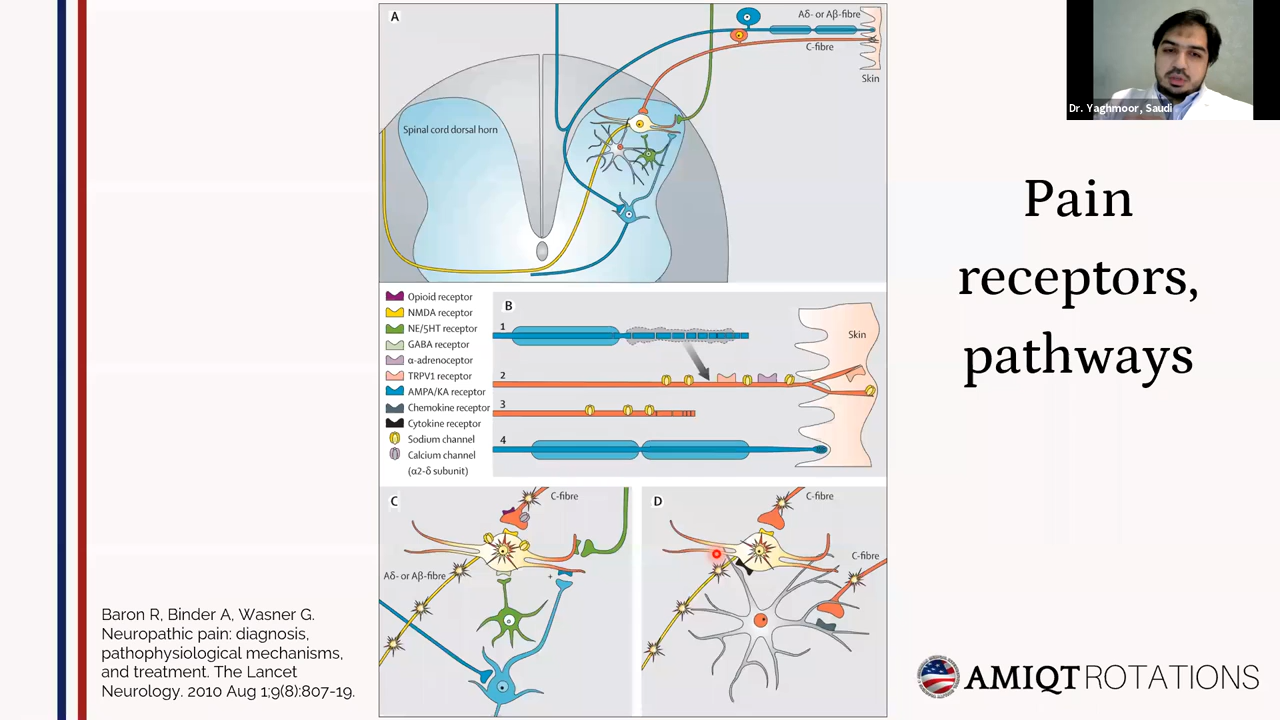 A
Aδ- or Aβ-fibre
C-fibre
Skin
Spinal cord dorsal horn
Dr. Yaghmoor, Saudi
Pain
receptors,
pathways
Opioid receptor
NMDA receptor
NE/5HT receptor
GABA receptor
α-adrenoceptor
TRPV1 receptor
AMPA/KA receptor
Chemokine receptor
Cytokine receptor
Sodium channel
Calcium channel
(α2-δ subunit)
B
1
2
3
4
Skin
C
C-fibre
Aδ- or Aβ-fibre
+
D
C-fibre
C-fibre
Baron R, Binder A, Wasner G.
Neuropathic pain: diagnosis,
pathophysiological mechanisms,
and treatment. The Lancet
Neurology. 2010 Aug 1;9(8):807-19.
AMIQT ROTATIONS